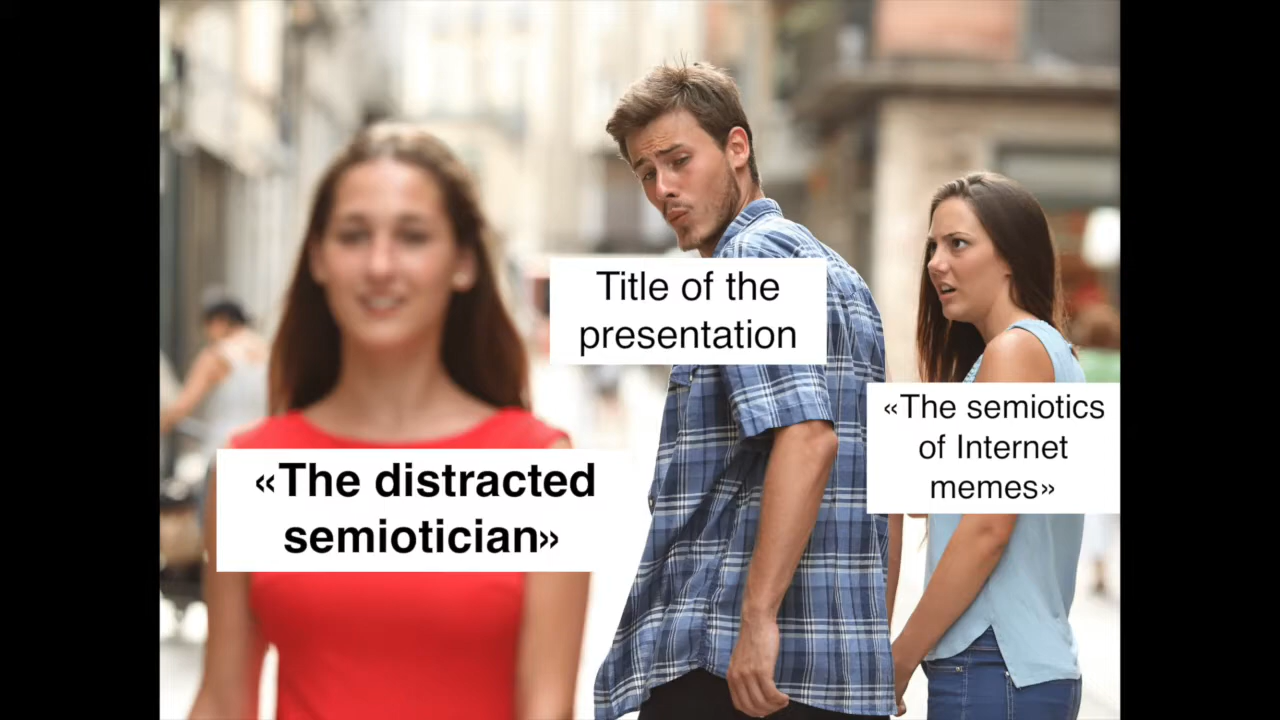 Title of the
presentation
«The semiotics
of Internet
memes»
«The distracted
semiotician»